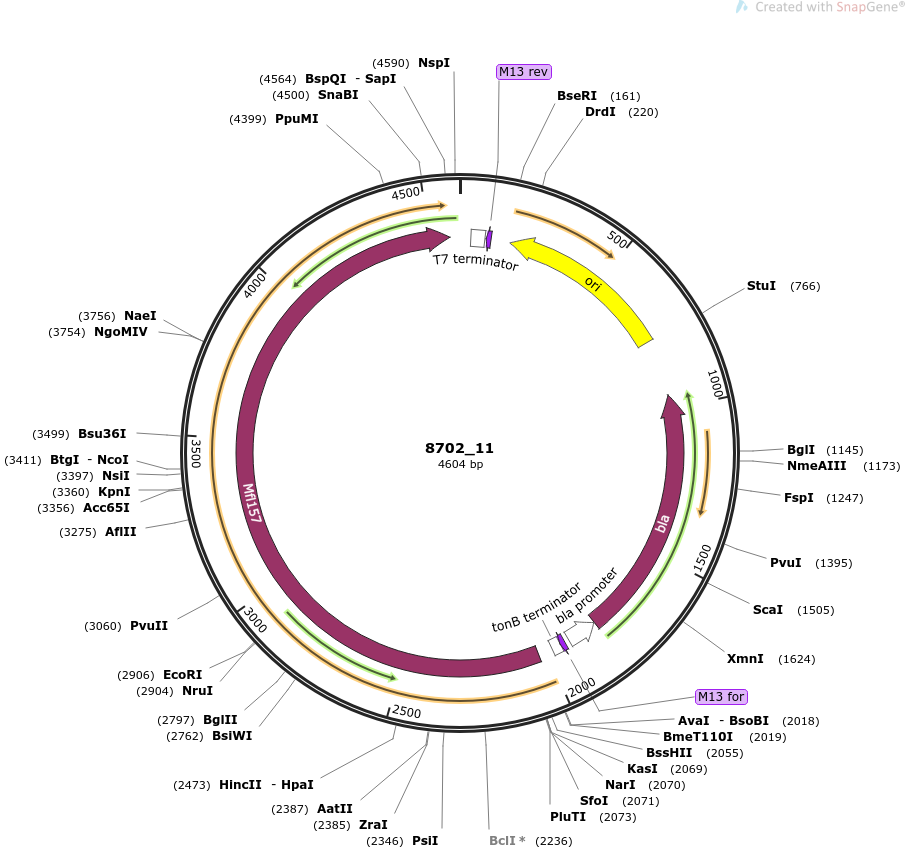 Created with SnapGene®
(4590) NspI
M13 rev
(4564) BspQI - SapI
(4500) SnaBI
(4399) PpuMI
BseRI (161)
DrdI (220)
4500
500
T7 terminator
ori
4000
StuI (766)
(3756) NaeI
(3754) NgoMIV
1000
(3499) Bsu36I
(3411) BtgI - NcoI
(3397) NsiI
(3360) KpnI
(3356) Acc65I
(3275) AflII
3500
8702_11
4604 bp
BglI (1145)
NmeAIII (1173)
FspI (1247)
Mfl157
bla
PvuI (1395)
1500
ScaI (1505)
(3060) PvuII
3000
tonB terminator
bla promoter
XmnI (1624)
(2906) EcoRI
(2904) NruI
(2797) BglII
(2762) BsiWI
2500
2000
M13 for
AvaI - BsoBI (2018)
BmeT110I (2019)
BssHII (2055)
KasI (2069)
NarI (2070)
SfoI (2071)
PluTI (2073)
(2473) HincII - HpaI
(2387) AatII
(2385) ZraI
(2346) PsiI
BclI * (2236)